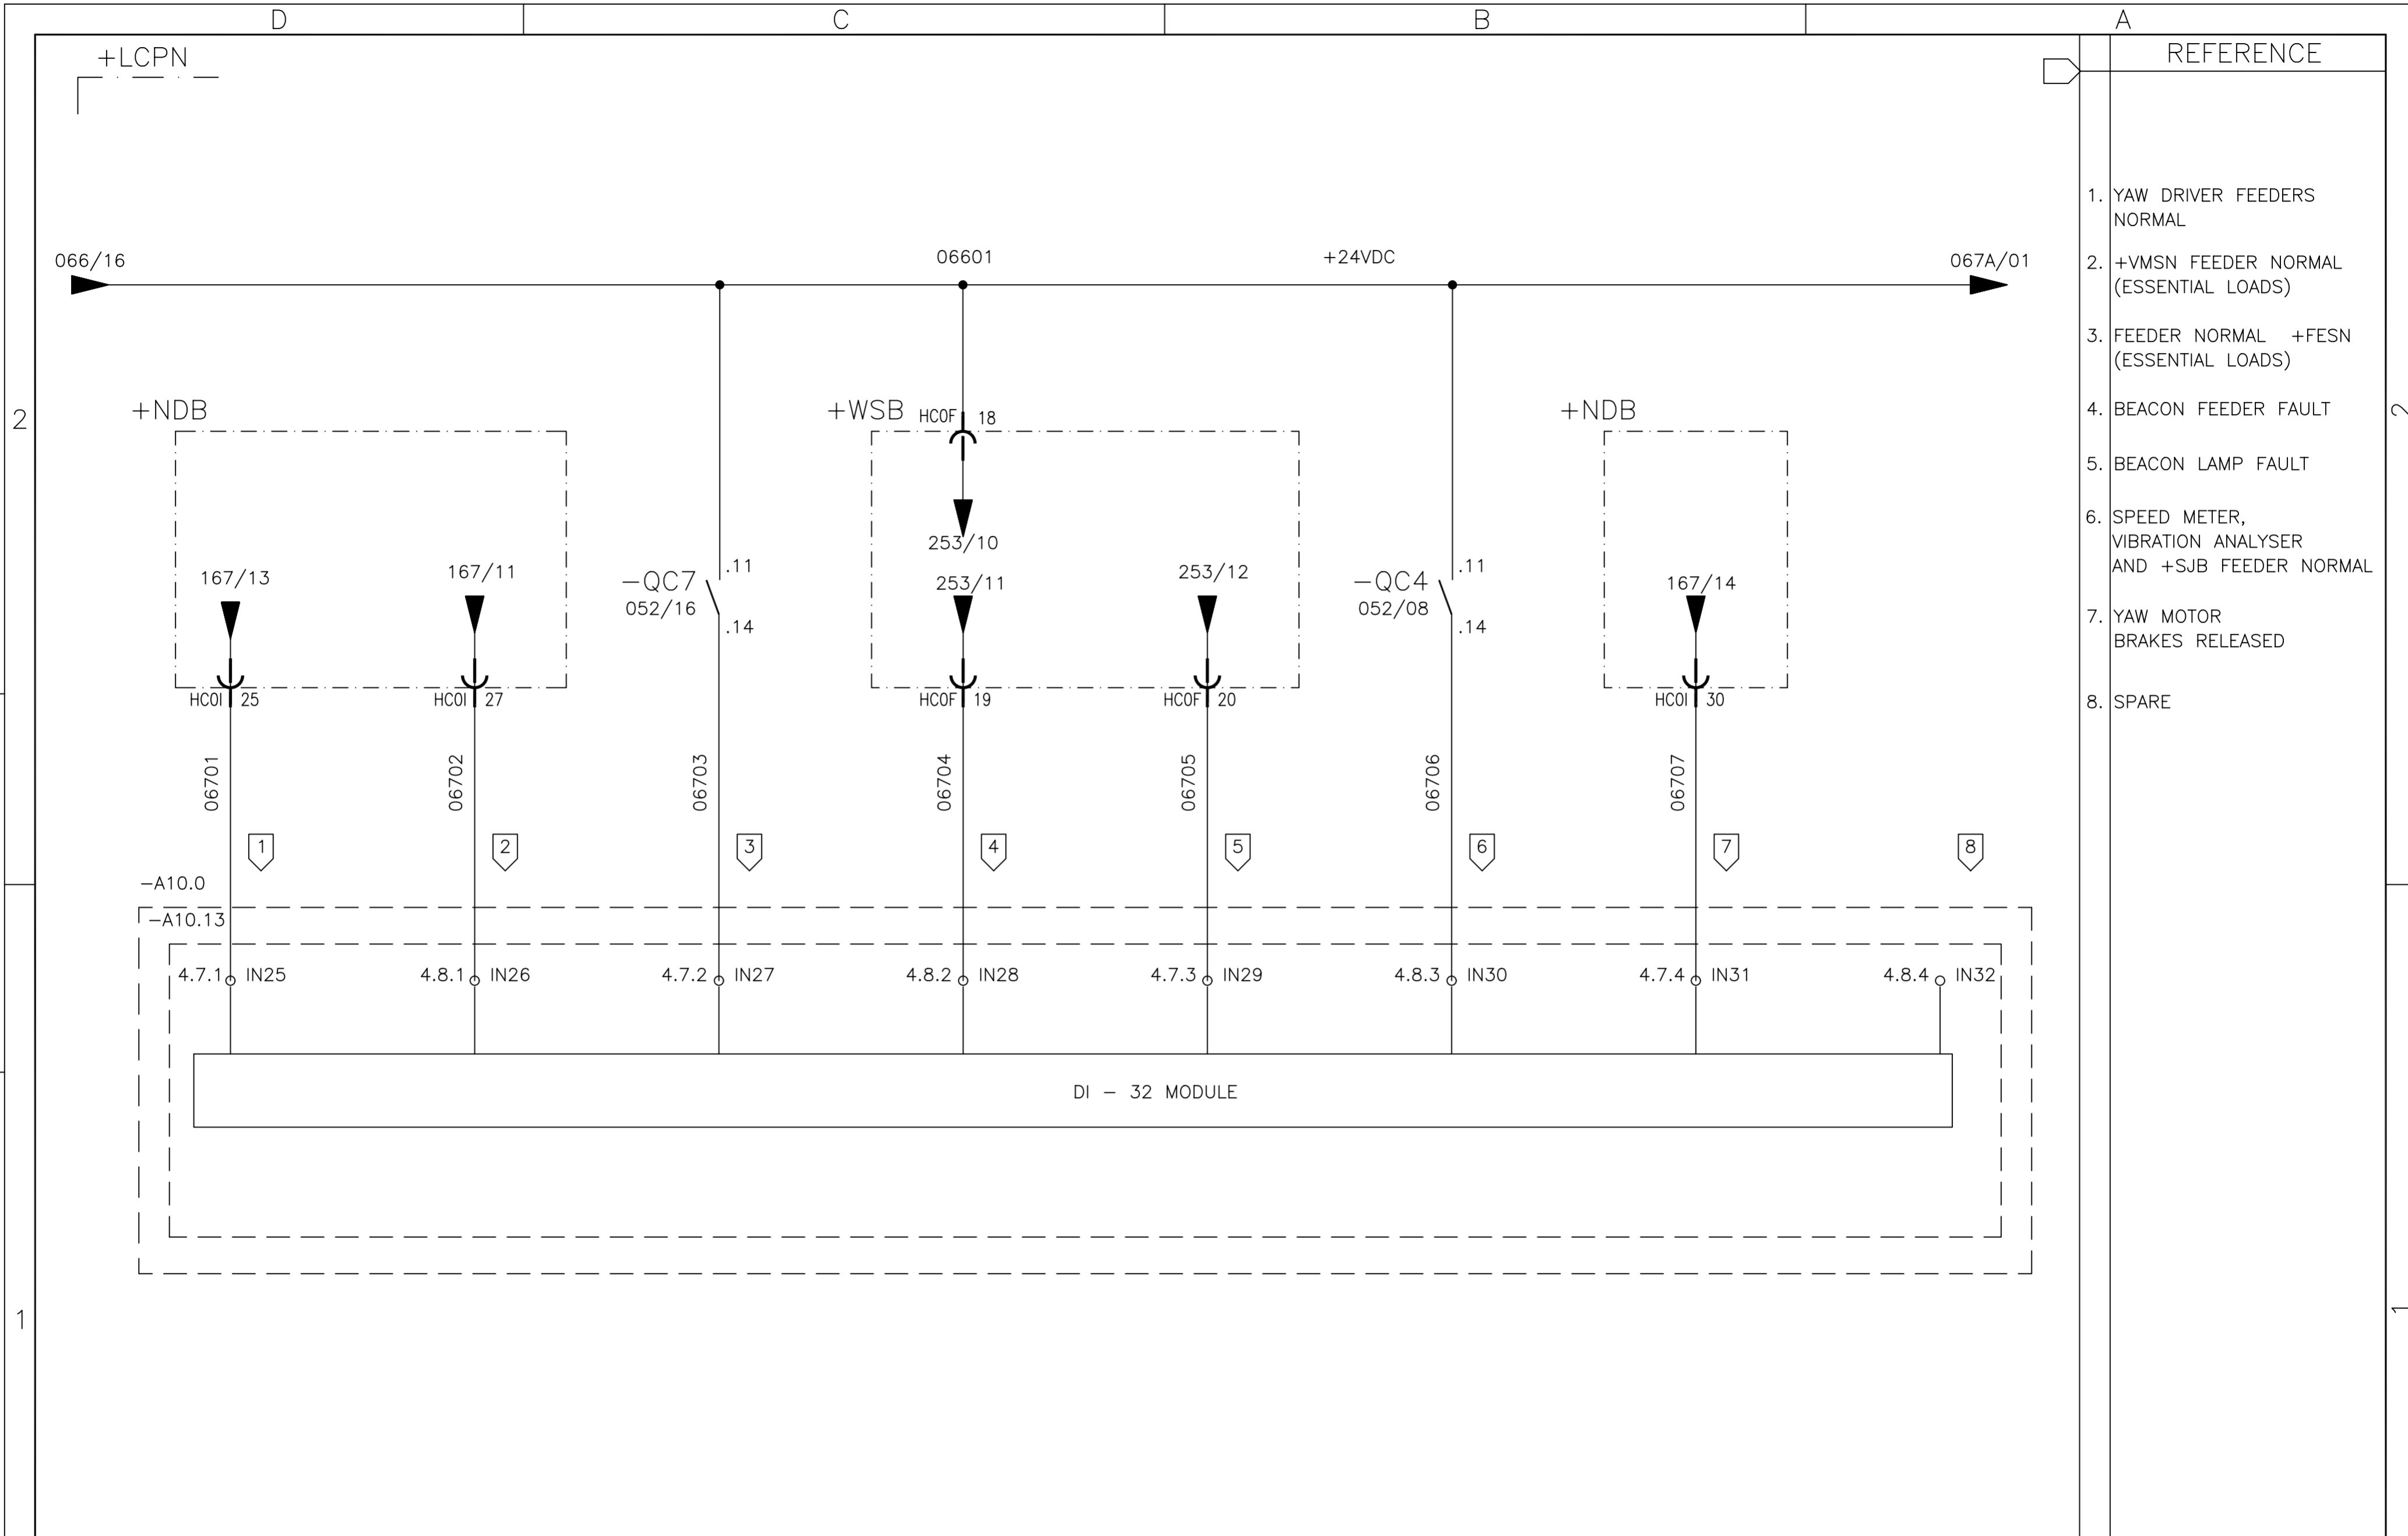 D C B A
+LCPN
REFERENCE
1. YAW DRIVER FEEDERS
NORMAL
2. +VMSN FEEDER NORMAL
(ESSENTIAL LOADS)
3. FEEDER NORMAL +FESN
(ESSENTIAL LOADS)
4. BEACON FEEDER FAULT
5. BEACON LAMP FAULT
6. SPEED METER,
VIBRATION ANALYSER
AND +SJB FEEDER NORMAL
7. YAW MOTOR
BRAKES RELEASED
8. SPARE
066/16 06601 +24VDC 067A/01
2 2
+NDB +WSB HC0F 18 +NDB
253/10
167/13 167/11 253/11 253/12 167/14
-QC7 .11
052/16 .14
-QC4 .11
052/08 .14
HC0I 25 HC0I 27 HC0F 19 HC0F 20 HC0I 30
06701 06702 06703 06704 06705 06706 06707
1 2 3 4 5 6 7 8
-A10.0
-A10.13
4.7.1 IN25 4.8.1 IN26 4.7.2 IN27 4.8.2 IN28 4.7.3 IN29 4.8.3 IN30 4.7.4 IN31 4.8.4 IN32
DI - 32 MODULE
1 1